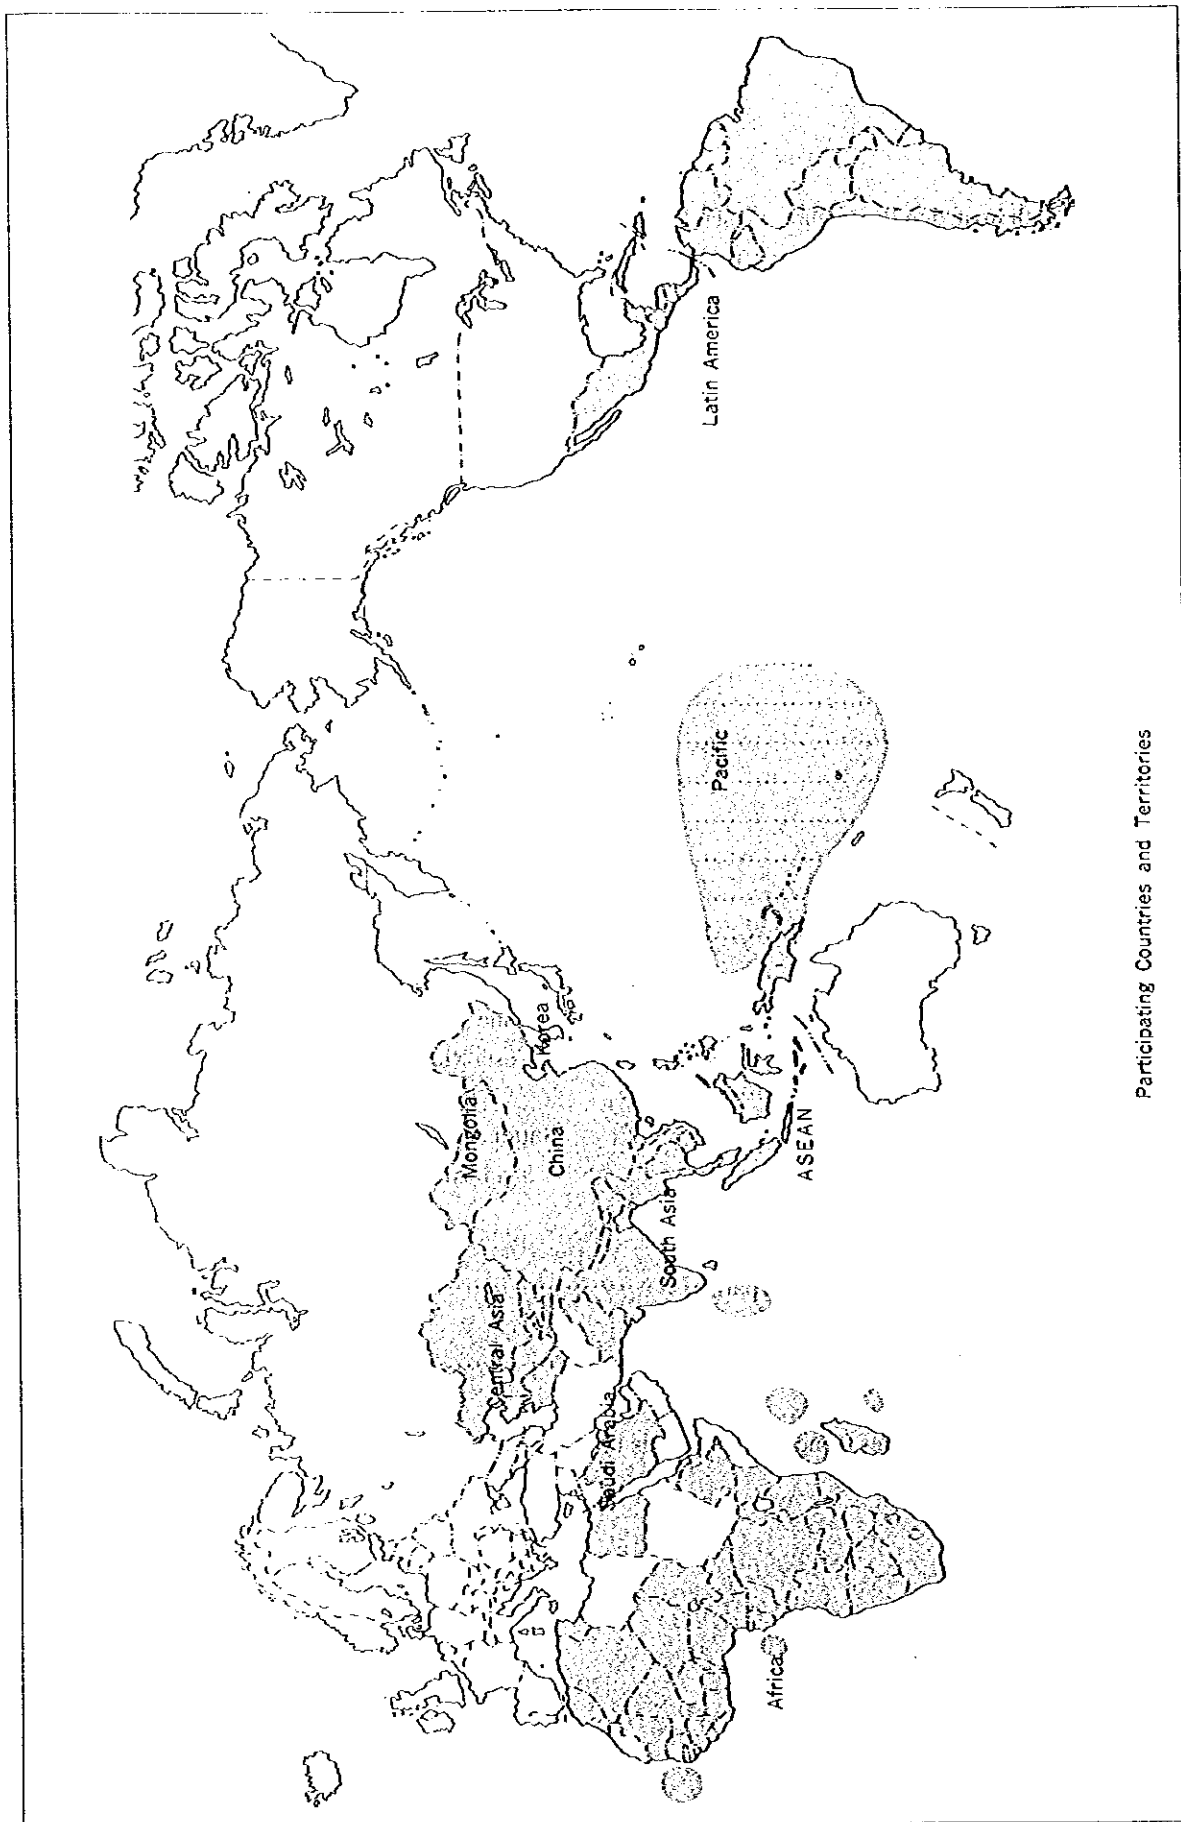 Africa
Saudi Arabia
Central Asia
South Asia
Mongolia
China
Korea
ASEAN
Pacific
Latin America
Participating Countries and Territories